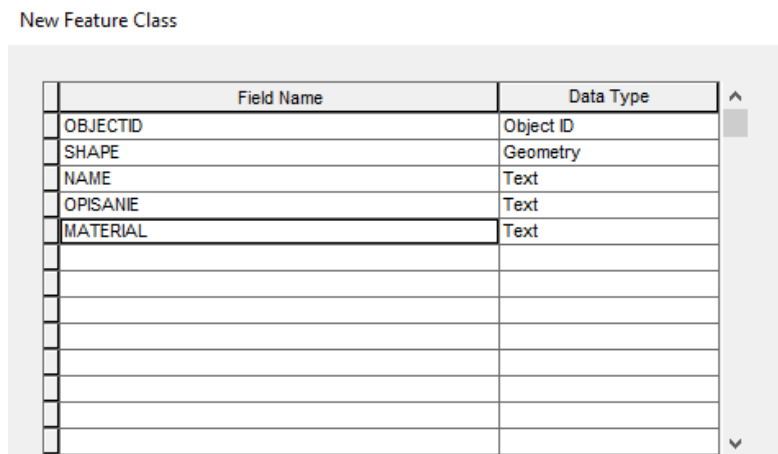 New Feature Class
Field Name Data Type
OBJECTID Object ID
SHAPE Geometry
NAME Text
OPISANIE Text
MATERIAL Text